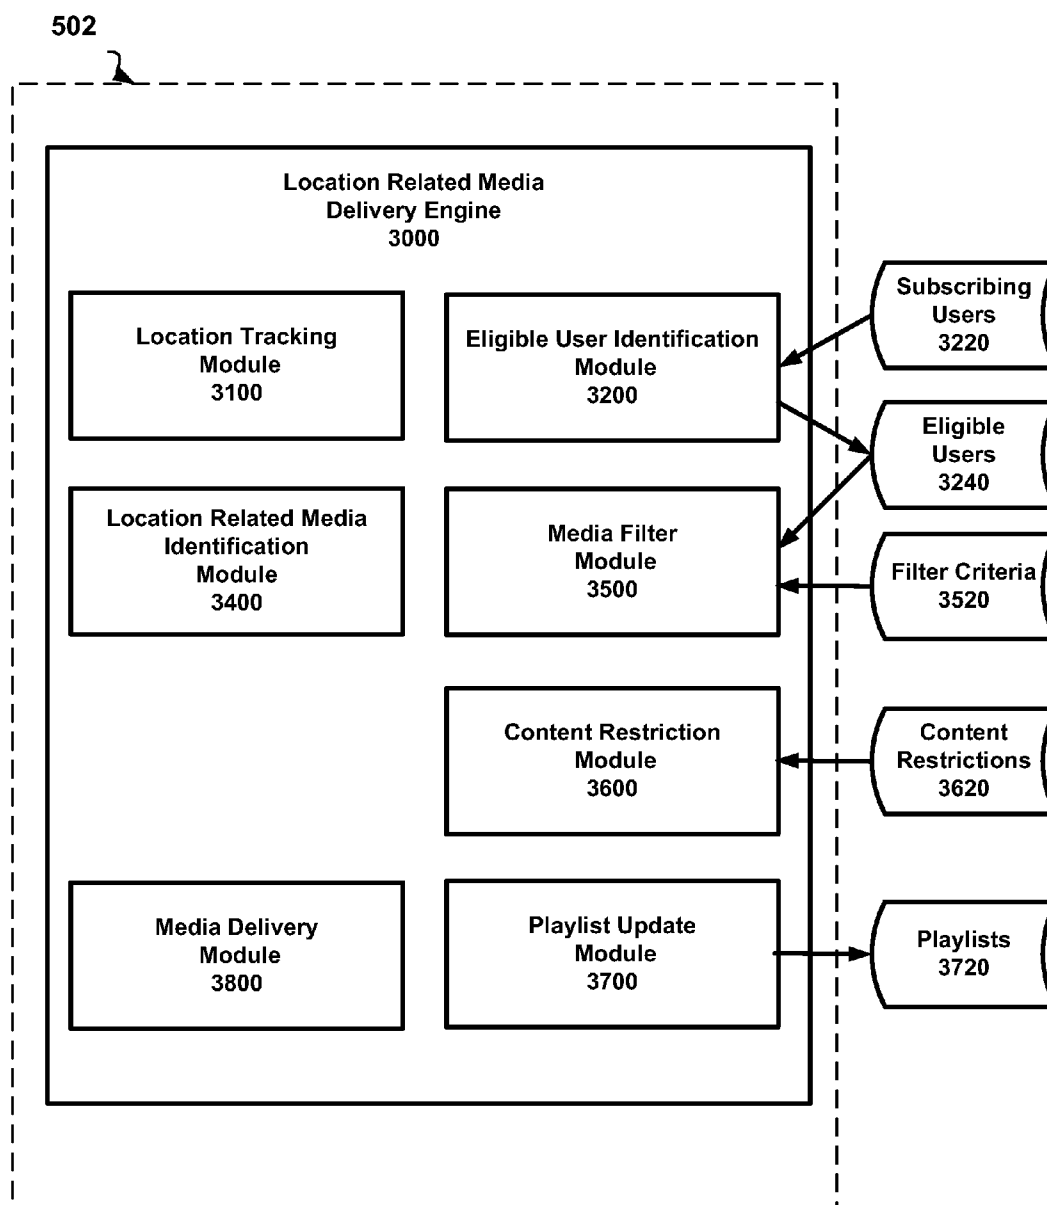 502
Location Related Media
Delivery Engine
3000
Location Tracking
Module
3100
Eligible User Identification
Module
3200
Subscribing
Users
3220
Eligible
Users
3240
Location Related Media
Identification
Module
3400
Media Filter
Module
3500
Filter Criteria
3520
Content Restriction
Module
3600
Content
Restrictions
3620
Media Delivery
Module
3800
Playlist Update
Module
3700
Playlists
3720